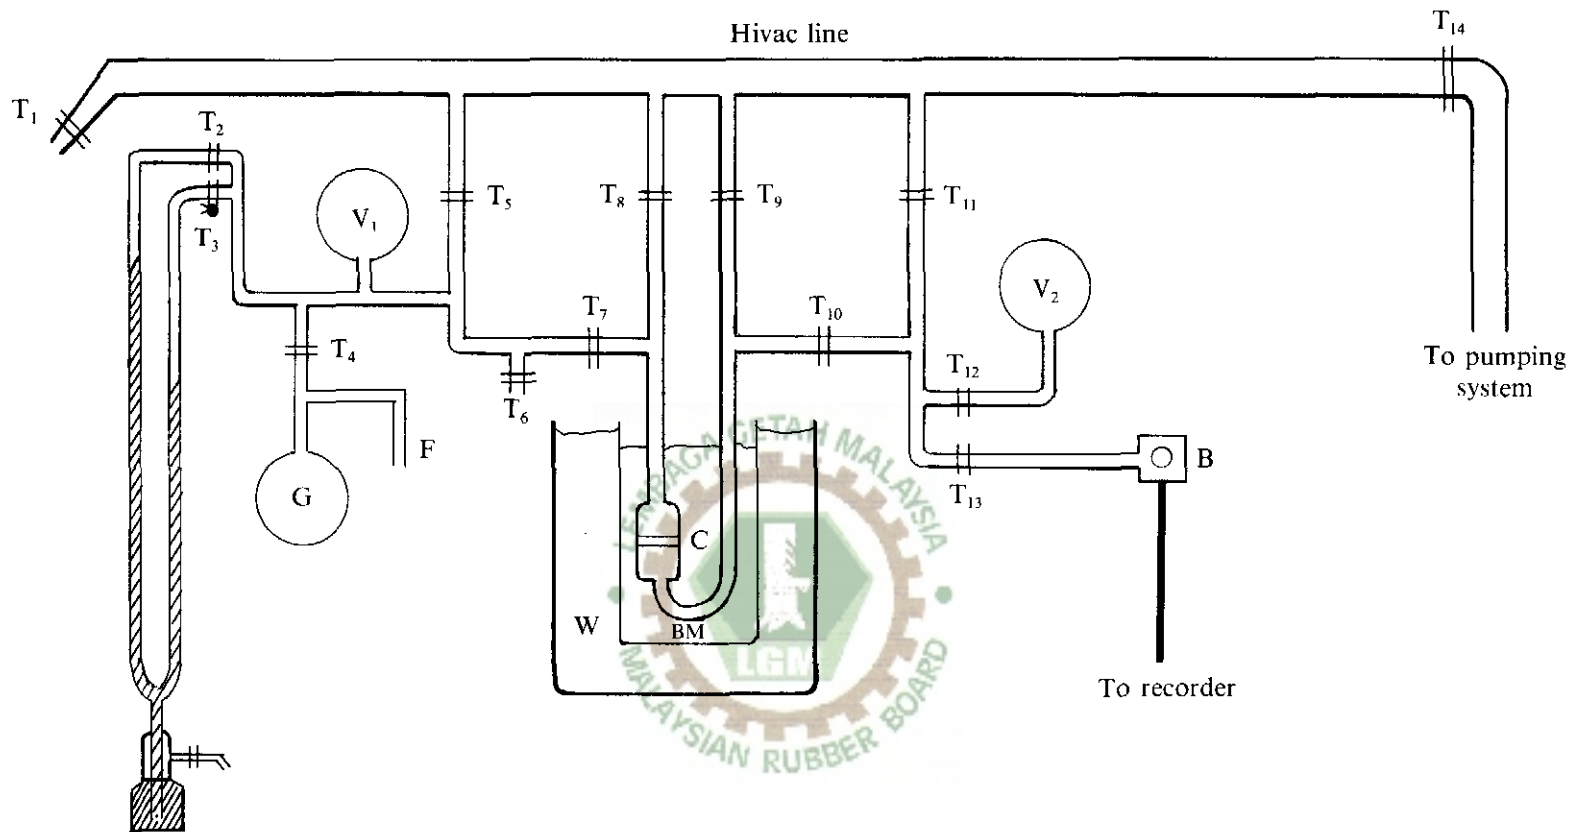 Hivac line
T14
T1
T2
T3
V1
T5
T8
T9
T11
V2
T7
T10
T4
T6
T12
T13
To pumping
system
F
G
C
B
W
BM
To recorder
LEMBAGA GETAH MALAYSIA
LGM
MALAYSIAN RUBBER BOARD